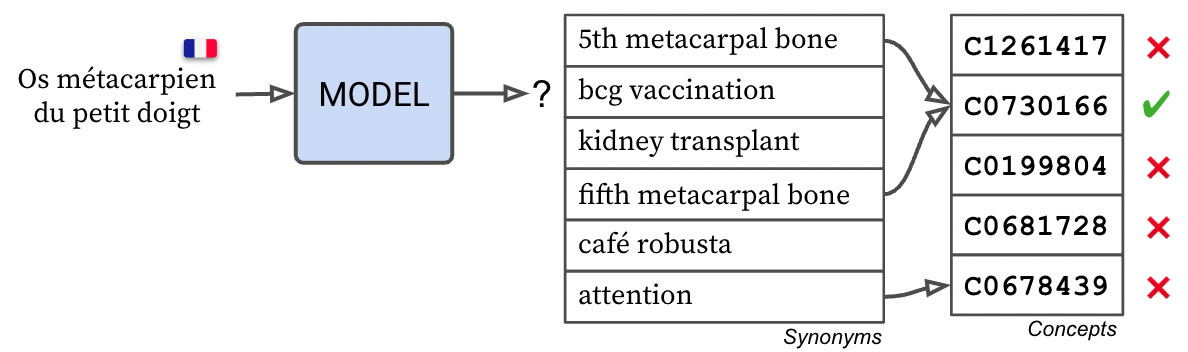 Os métacarpien
du petit doigt
MODEL
?
5th metacarpal bone
bcg vaccination
kidney transplant
fifth metacarpal bone
café robusta
attention
Synonyms
C1261417
C0730166
C0199804
C0681728
C0678439
Concepts